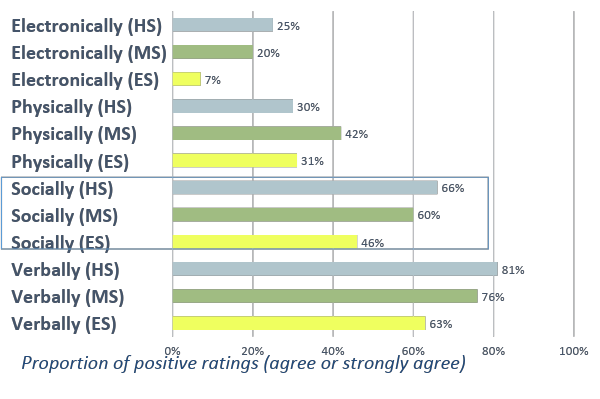 Electronically (HS) 25%
Electronically (MS) 20%
Electronically (ES) 7%
Physically (HS) 30%
Physically (MS) 42%
Physically (ES) 31%
Socially (HS) 66%
Socially (MS) 60%
Socially (ES) 46%
Verbally (HS) 81%
Verbally (MS) 76%
Verbally (ES) 63%
0% 20% 40% 60% 80% 100%
Proportion of positive ratings (agree or strongly agree)